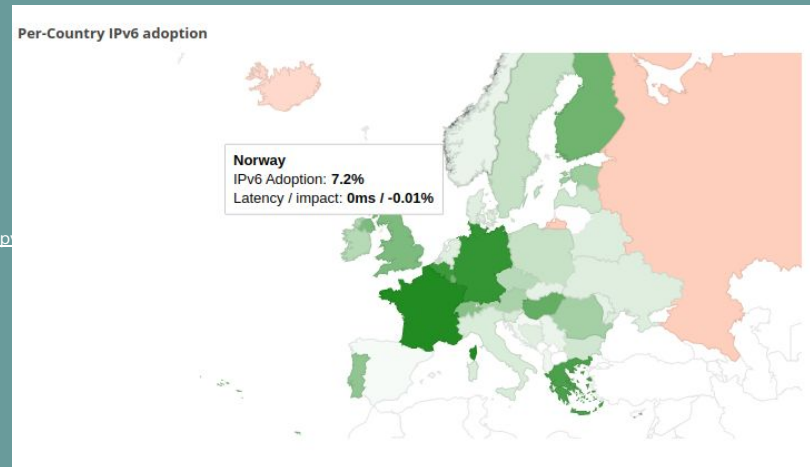 Per-Country IPv6 adoption
Norway
IPv6 Adoption: 7.2%
Latency / impact: 0ms / -0.01%